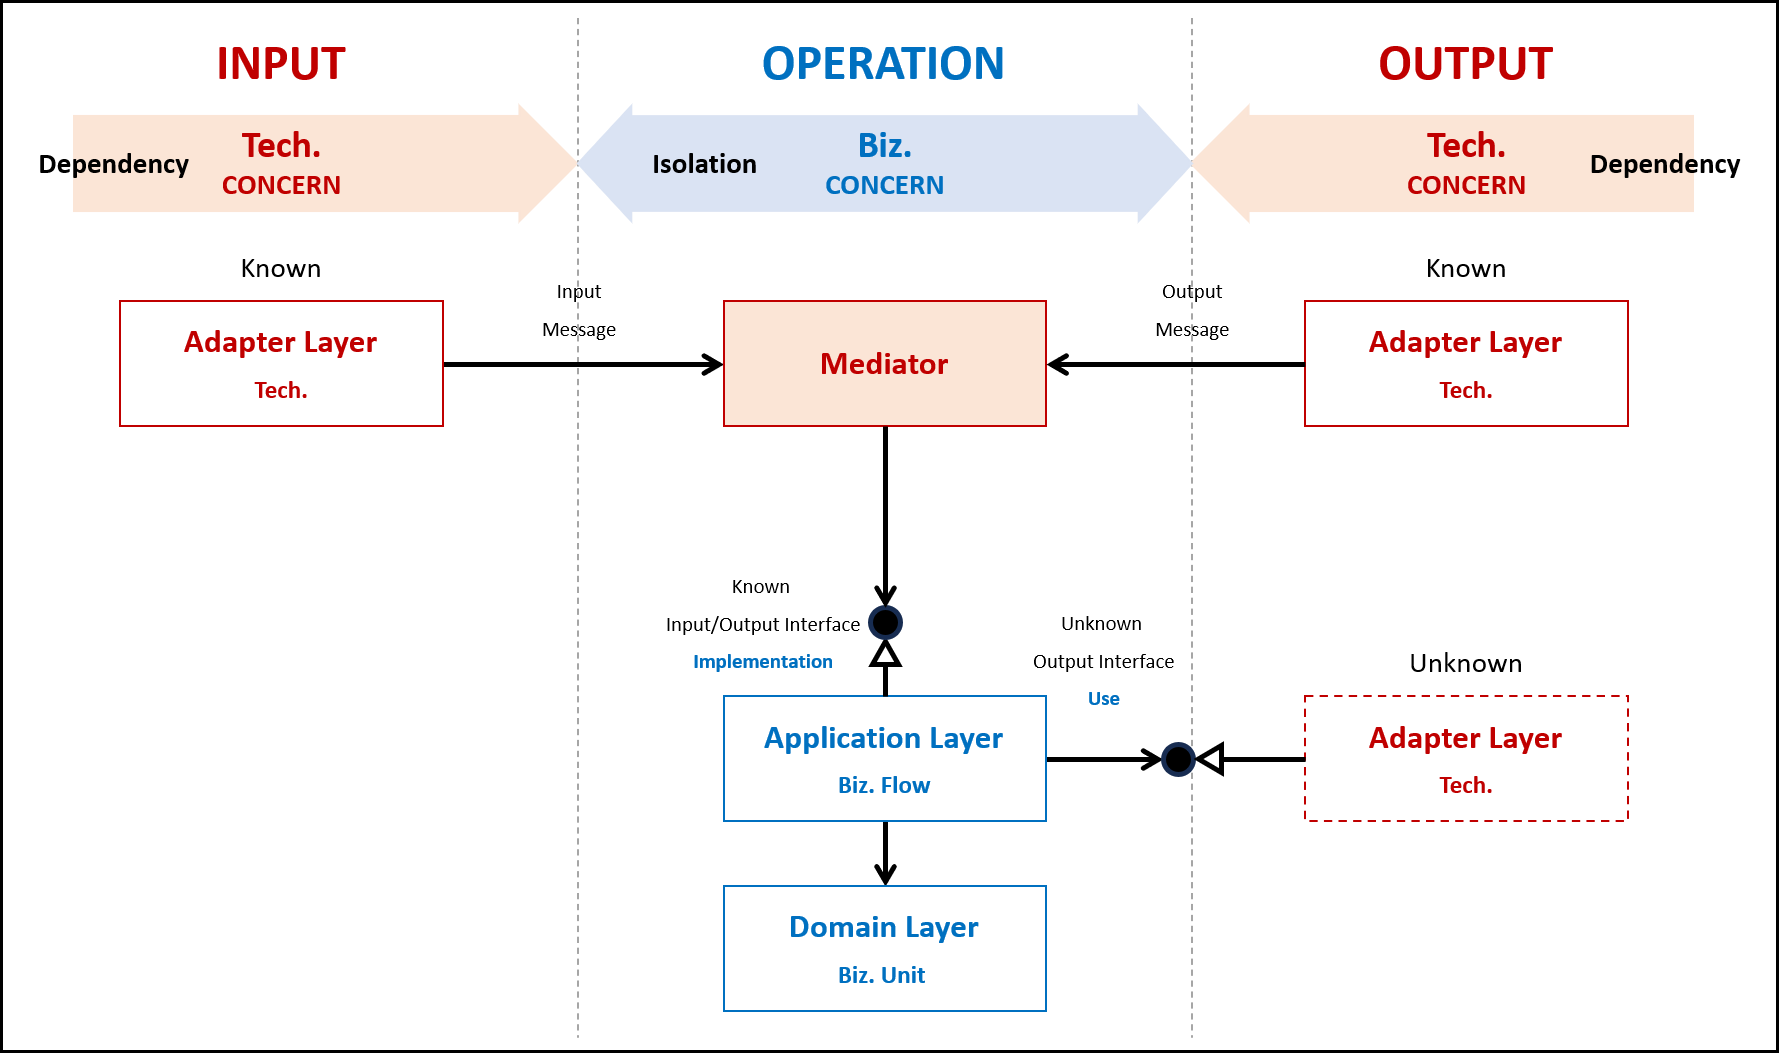 INPUT
OPERATION
OUTPUT
Dependency
Tech.
CONCERN
Isolation
Biz.
CONCERN
Tech.
CONCERN
Dependency
Known
Adapter Layer
Tech.
Input
Message
Mediator
Output
Message
Known
Adapter Layer
Tech.
Known
Input/Output Interface
Implementation
Unknown
Output Interface
Use
Application Layer
Biz. Flow
Unknown
Adapter Layer
Tech.
Domain Layer
Biz. Unit